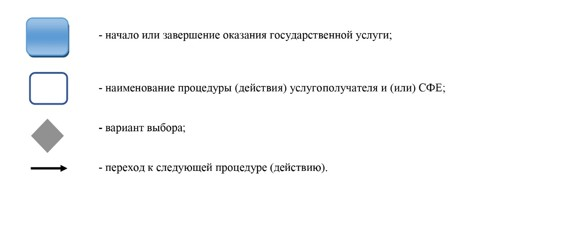 - начало или завершение оказания государственной услуги;
- наименование процедуры (действия) услугополучателя и (или) СФЕ;
- вариант выбора;
- переход к следующей процедуре (действию).